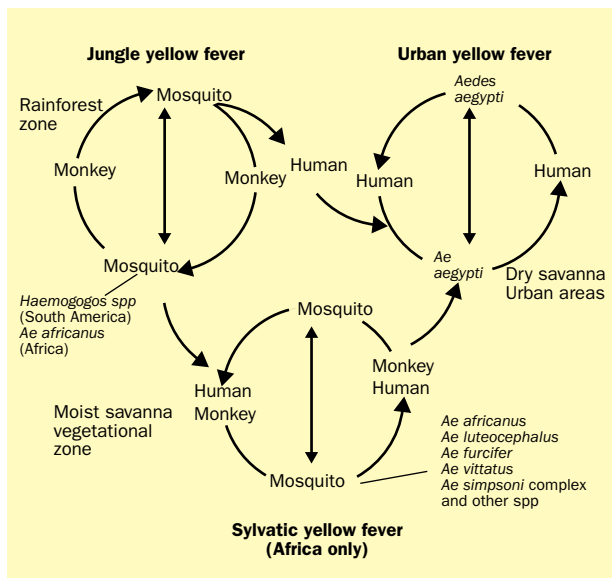 Jungle yellow fever
Rainforest
zone
Mosquito
Monkey
Monkey
Human
Mosquito
Haemogogos spp
(South America)
Ae africanus
(Africa)
Urban yellow fever
Aedes
aegypti
Human
Human
Ae
aegypti
Dry savanna
Urban areas
Mosquito
Human
Monkey
Monkey
Human
Moist savanna
vegetational
zone
Mosquito
Ae africanus
Ae luteocephalus
Ae furcifer
Ae vittatus
Ae simpsoni complex
and other spp
Sylvatic yellow fever
(Africa only)